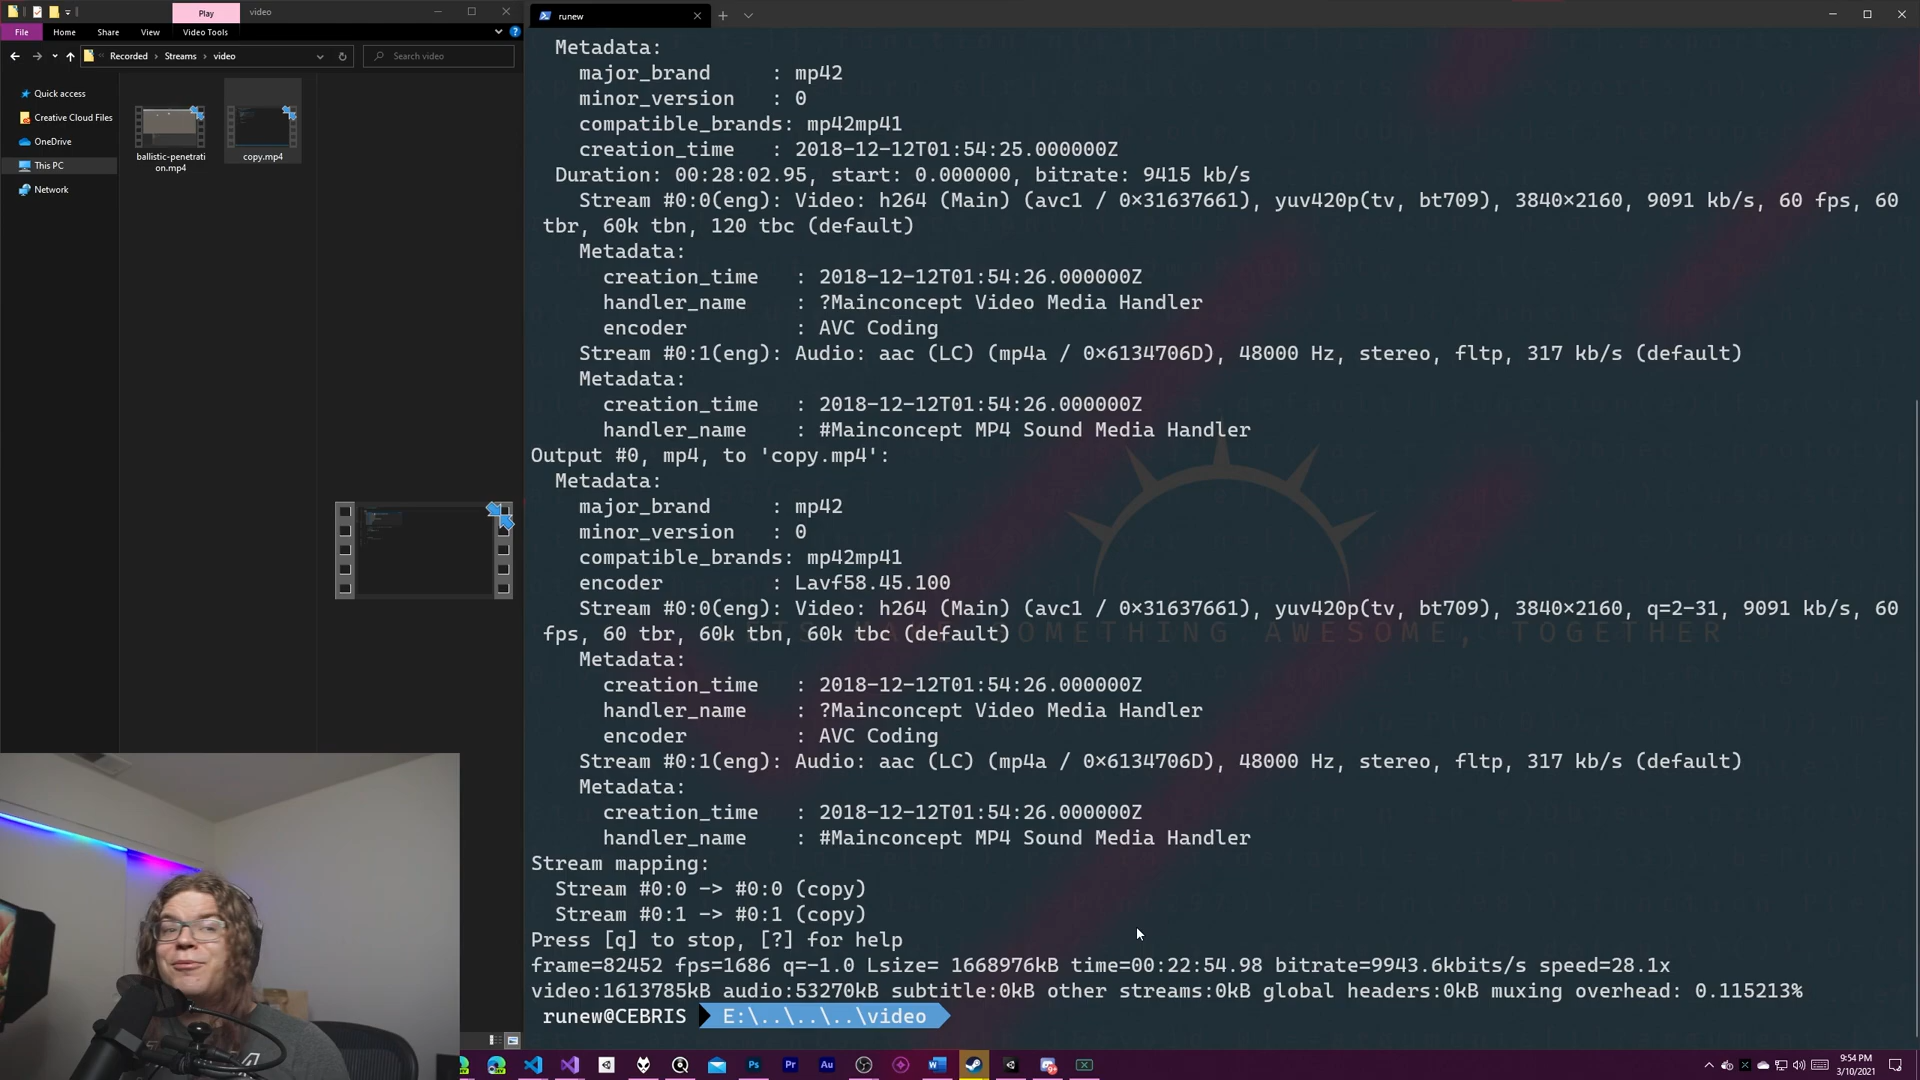 Play
video
File
Home
Share
View
Video Tools
Recorded
Streams
video
Search video
Quick access
Creative Cloud Files
OneDrive
This PC
Network
ballistic-penetrati
on.mp4
copy.mp4
runew
Metadata:
major_brand : mp42
minor_version : 0
compatible_brands: mp42mp41
creation_time : 2018-12-12T01:54:25.000000Z
Duration: 00:28:02.95, start: 0.000000, bitrate: 9415 kb/s
Stream #0:0(eng): Video: h264 (Main) (avc1 / 0x31637661), yuv420p(tv, bt709), 3840x2160, 9091 kb/s, 60 fps, 60
tbr, 60k tbn, 120 tbc (default)
Metadata:
creation_time : 2018-12-12T01:54:26.000000Z
handler_name : ?Mainconcept Video Media Handler
encoder : AVC Coding
Stream #0:1(eng): Audio: aac (LC) (mp4a / 0x6134706D), 48000 Hz, stereo, fltp, 317 kb/s (default)
Metadata:
creation_time : 2018-12-12T01:54:26.000000Z
handler_name : #Mainconcept MP4 Sound Media Handler
Output #0, mp4, to 'copy.mp4':
Metadata:
major_brand : mp42
minor_version : 0
compatible_brands: mp42mp41
encoder : Lavf58.45.100
Stream #0:0(eng): Video: h264 (Main) (avc1 / 0x31637661), yuv420p(tv, bt709), 3840x2160, q=2-31, 9091 kb/s, 60
fps, 60 tbr, 60k tbn, 60k tbc (default)
SOMETHING AWESOME, TOGETHER
Metadata:
creation_time : 2018-12-12T01:54:26.000000Z
handler_name : ?Mainconcept Video Media Handler
encoder : AVC Coding
Stream #0:1(eng): Audio: aac (LC) (mp4a / 0x6134706D), 48000 Hz, stereo, fltp, 317 kb/s (default)
Metadata:
creation_time : 2018-12-12T01:54:26.000000Z
handler_name : #Mainconcept MP4 Sound Media Handler
Stream mapping:
Stream #0:0 -> #0:0 (copy)
Stream #0:1 -> #0:1 (copy)
Press [q] to stop, [?] for help
frame=82452 fps=1686 q=-1.0 Lsize= 1668976kB time=00:22:54.98 bitrate=9943.6kbits/s speed=28.1x
video:1613785kB audio:53270kB subtitle:0kB other streams:0kB global headers:0kB muxing overhead: 0.115213%
runew@CEBRIS E:\..\..\..\video
Ps
Pr
Au
9:54 PM
3/10/2021